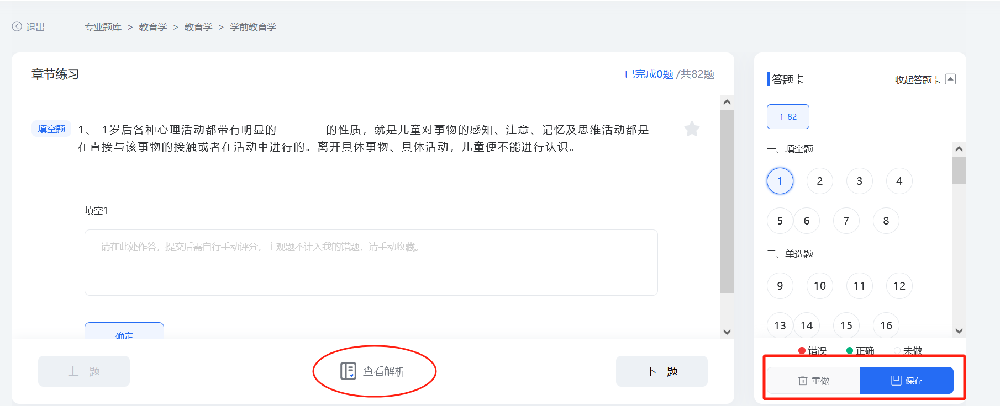 退出
专业题库 > 教育学 > 教育学 > 学前教育学
章节练习
已完成0题 /共82题
填空题 1、 1岁后各种心理活动都带有明显的________的性质，就是儿童对事物的感知、注意、记忆及思维活动都是
在直接与该事物的接触或者在活动中进行的。离开具体事物、具体活动，儿童便不能进行认识。
填空1
请在此处作答，提交后需自行手动评分，主观题不计入我的错题，请手动收藏。
确定
上一题
查看解析
下一题
答题卡
收起答题卡
1-82
一、填空题
1 2 3 4
5 6 7 8
二、单选题
9 10 11 12
13 14 15 16
错误 正确 未做
重做 保存